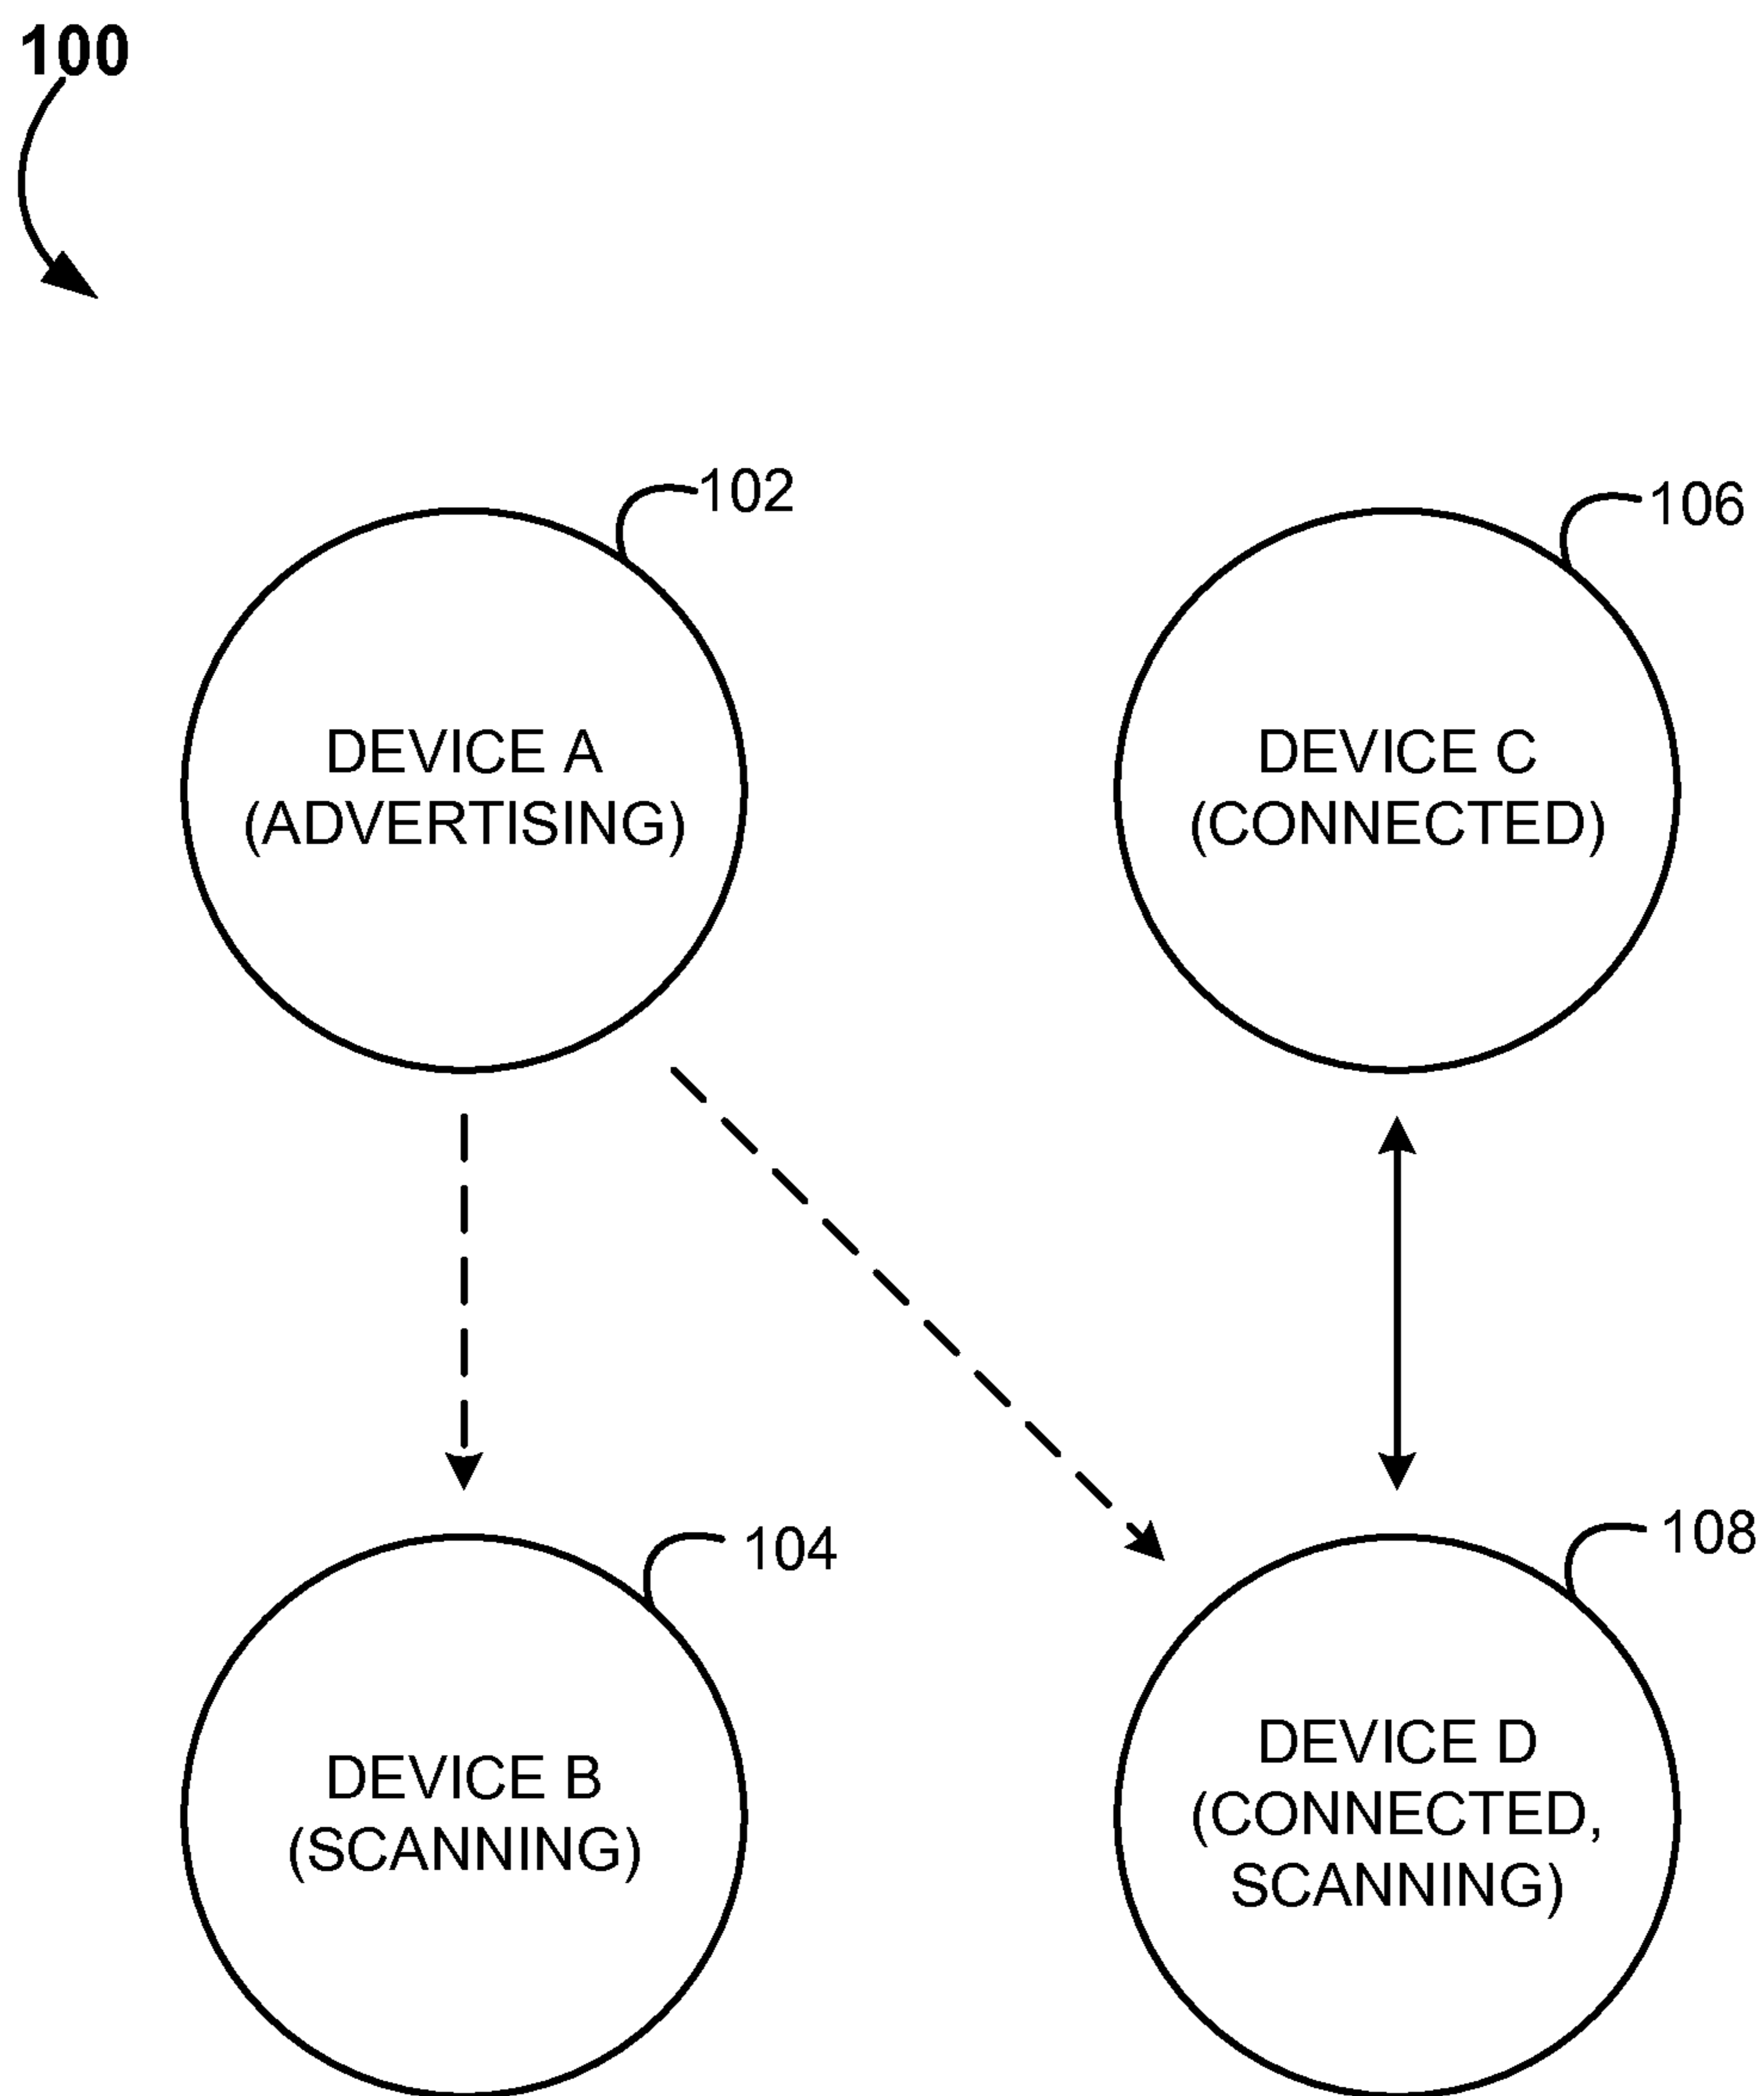 100
102
DEVICE A
(ADVERTISING)
106
DEVICE C
(CONNECTED)
104
DEVICE B
(SCANNING)
108
DEVICE D
(CONNECTED,
SCANNING)